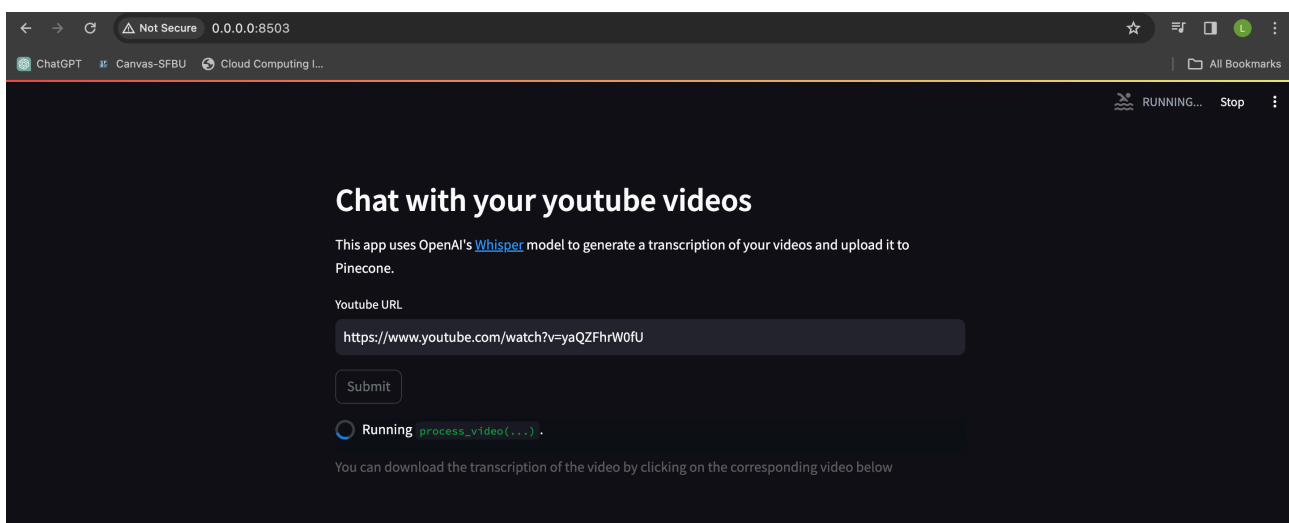 Not Secure 0.0.0.0:8503
L
ChatGPT Canvas-SFBU Cloud Computing I... All Bookmarks
RUNNING... Stop
Chat with your youtube videos
This app uses OpenAI's Whisper model to generate a transcription of your videos and upload it to
Pinecone.
Youtube URL
https://www.youtube.com/watch?v=yaQZFhrW0fU
Submit
Running process_video(...).
You can download the transcription of the video by clicking on the corresponding video below